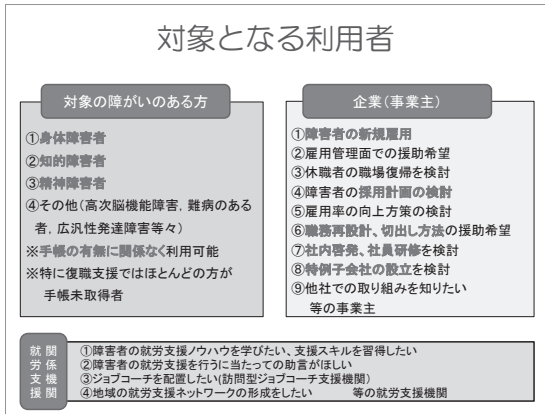 対象となる利用者
対象の障がいのある方
①身体障害者
②知的障害者
③精神障害者
④その他(高次脳機能障害, 難病のある
者, 広汎性発達障害等々)
※手帳の有無に関係なく利用可能
※特に復職支援ではほとんどの方が
手帳未取得者
企業(事業主)
①障害者の新規雇用
②雇用管理面での援助希望
③休職者の職場復帰を検討
④障害者の採用計画の検討
⑤雇用率の向上方策の検討
⑥職務再設計、切出し方法の援助希望
⑦社内啓発、社員研修を検討
⑧特例子会社の設立を検討
⑨他社での取り組みを知りたい
等の事業主
就労支援
関係機関
①障害者の就労支援ノウハウを学びたい、支援スキルを習得したい
②障害者の就労支援を行うに当たっての助言がほしい
③ジョブコーチを配置したい(訪問型ジョブコーチ支援機関)
④地域の就労支援ネットワークの形成をしたい 等の就労支援機関